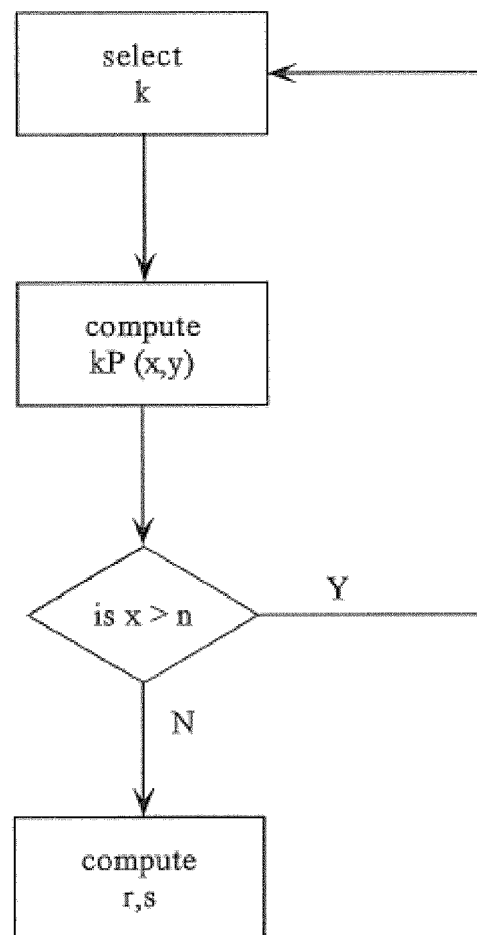 select
k
compute
kP (x,y)
is x > n
Y
N
compute
r,s